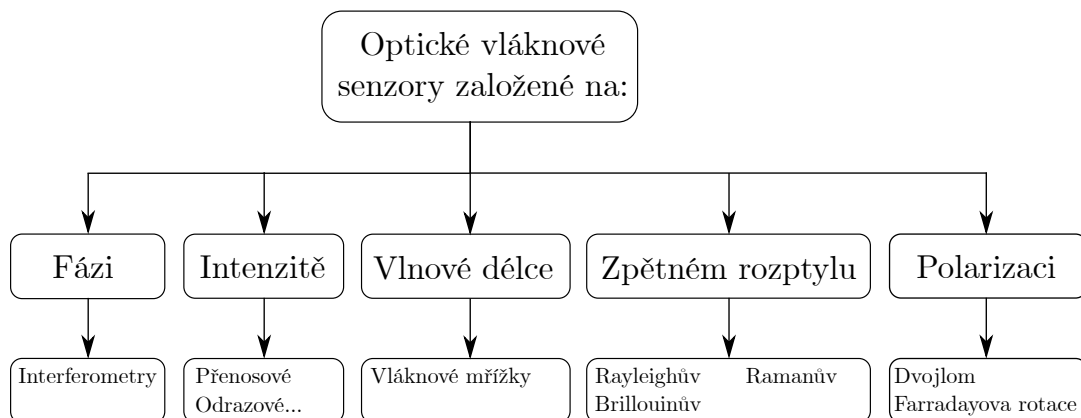 Optické vláknové
senzory založené na:
Fázi
Intenzitě
Vlnové délce
Zpětném rozptylu
Polarizaci
Interferometry
Přenosové
Odrazové...
Vláknové mřížky
Rayleighův Ramanův
Brillouinův
Dvojlom
Farradayova rotace